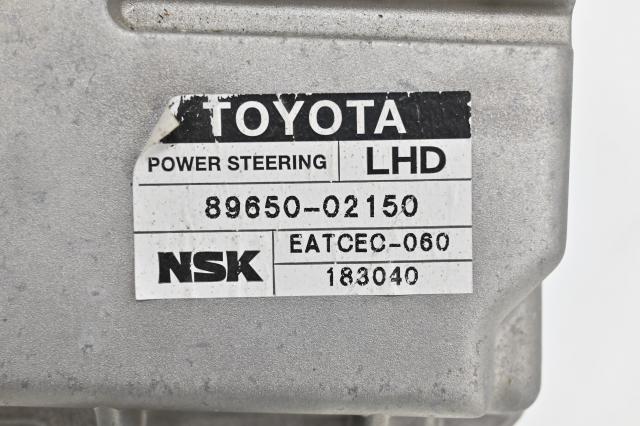 TOYOTA
POWER STEERING LHD
89650-02150
NSK EATCEC-060
183040